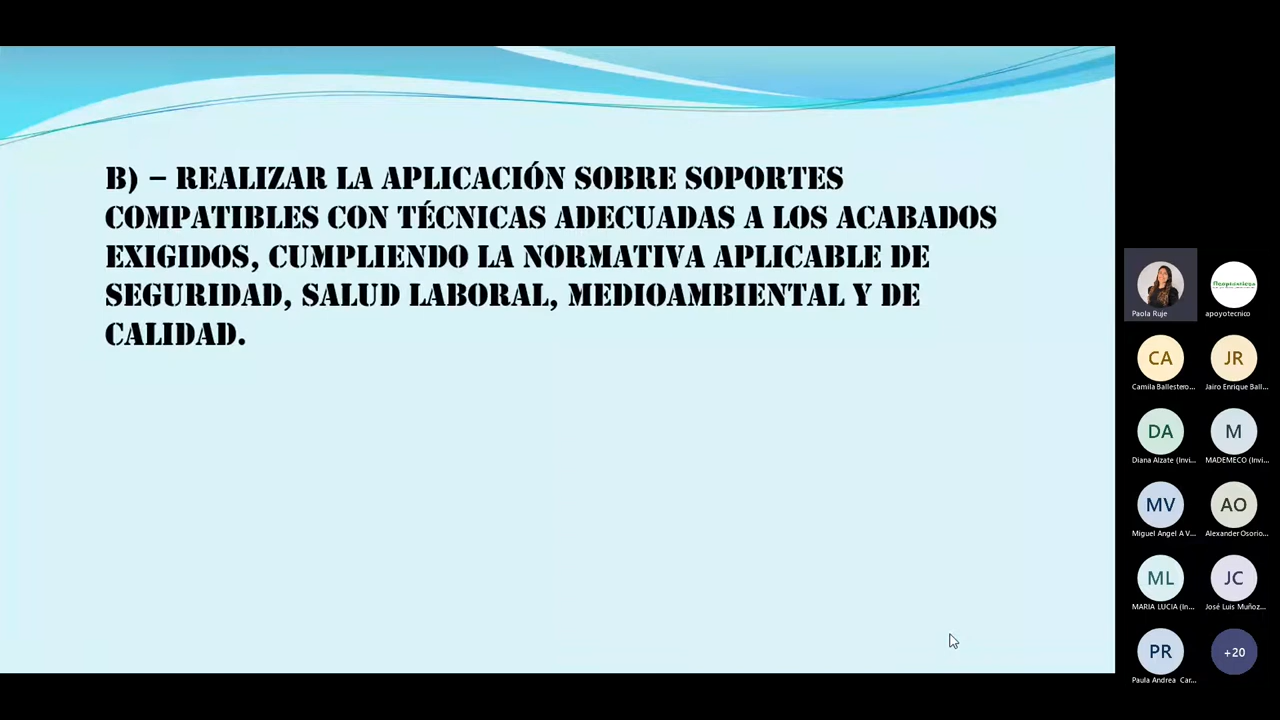 B) – REALIZAR LA APLICACIÓN SOBRE SOPORTES
COMPATIBLES CON TÉCNICAS ADECUADAS A LOS ACABADOS
EXIGIDOS, CUMPLIENDO LA NORMATIVA APLICABLE DE
SEGURIDAD, SALUD LABORAL, MEDIOAMBIENTAL Y DE
CALIDAD.
Paola Ruje
apoyotecnico
CA
JR
Camila Ballestero...
Jairo Enrique Ball...
DA
M
Diana Alzate (Invi...
MADEMECO (Invi...
MV
AO
Miguel Angel A V...
Alexander Osorio...
ML
JC
MARIA LUCIA (In...
José Luis Muñoz...
PR
+20
Paula Andrea Car...